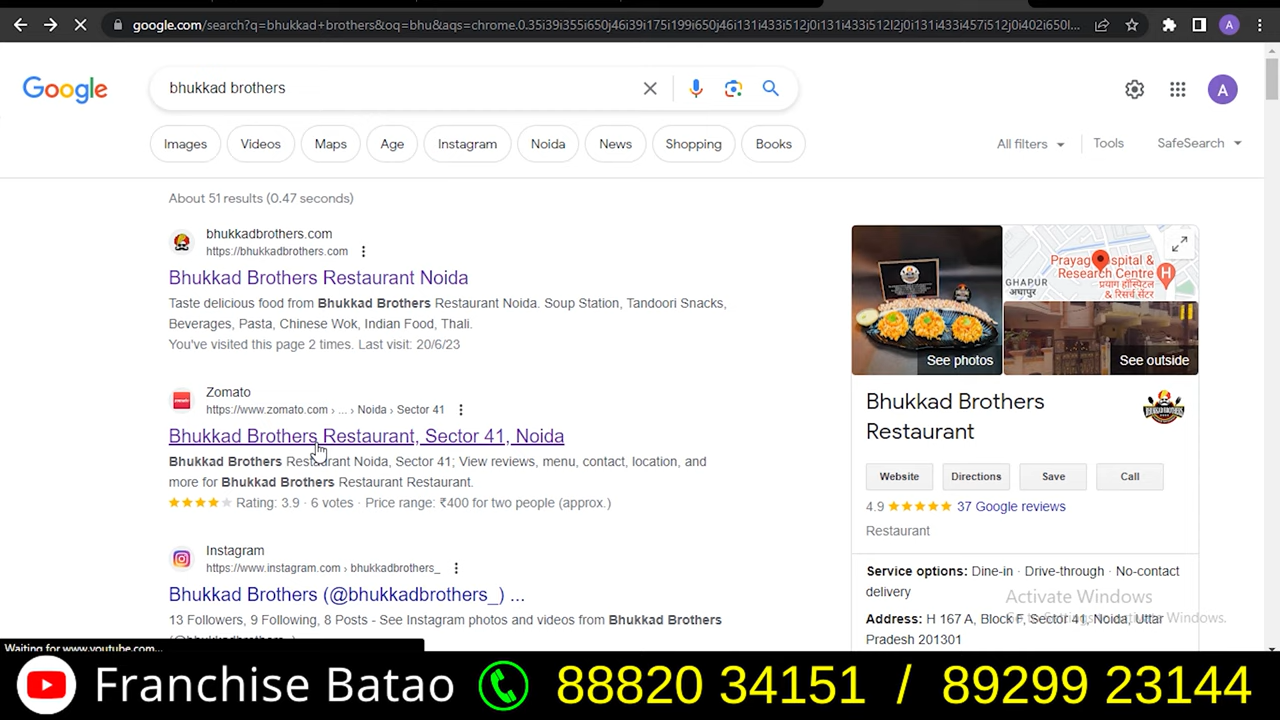 google.com/search?q=bhukkad+brothers&oq=bhu&aqs=chrome.0.35i39i355i650j46i39i175i199i650j46i131i433i512j0i131i433i512l2j0i131i433i457i512j0i402i650l...
A
Google
bhukkad brothers
A
Images
Videos
Maps
Age
Instagram
Noida
News
Shopping
Books
All filters
Tools
SafeSearch
About 51 results (0.47 seconds)
bhukkadbrothers.com
https://bhukkadbrothers.com
Bhukkad Brothers Restaurant Noida
Taste delicious food from Bhukkad Brothers Restaurant Noida. Soup Station, Tandoori Snacks,
Beverages, Pasta, Chinese Wok, Indian Food, Thali.
You've visited this page 2 times. Last visit: 20/6/23
Zomato
https://www.zomato.com › ... › Noida › Sector 41
Bhukkad Brothers Restaurant, Sector 41, Noida
Bhukkad Brothers Restaurant Noida, Sector 41; View reviews, menu, contact, location, and
more for Bhukkad Brothers Restaurant Restaurant.
Rating: 3.9 · 6 votes · Price range: ₹400 for two people (approx.)
Instagram
https://www.instagram.com › bhukkadbrothers_
Bhukkad Brothers (@bhukkadbrothers_) ...
13 Followers, 9 Following, 8 Posts - See Instagram photos and videos from Bhukkad Brothers
Prayag Hospital &
Research Centre
प्रयाग हॉस्पिटल
GHAPUR
See photos
See outside
Bhukkad Brothers
Restaurant
Website
Directions
Save
Call
4.9
37 Google reviews
Restaurant
Service options: Dine-in · Drive-through · No-contact
delivery
Address: H 167 A, Block F, Sector 41, Noida, Uttar
Pradesh 201301
Activate Windows
Waiting for www.youtube.com...
Franchise Batao
88820 34151 / 89299 23144